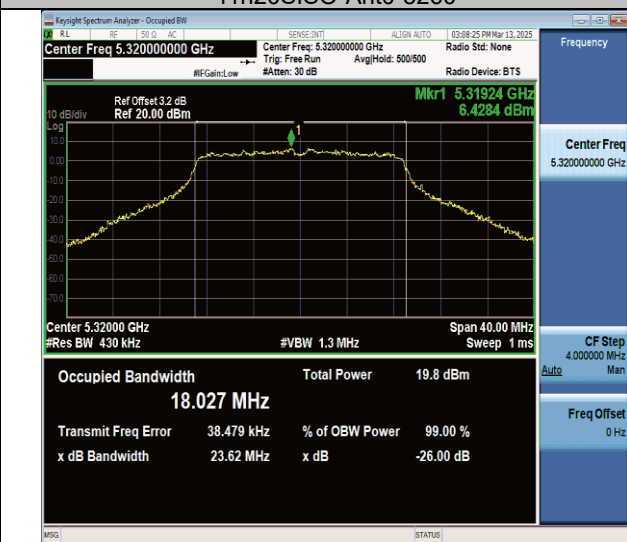 Keysight Spectrum Analyzer - Occupied BW
RL RF 50 Ω AC SENSE:INT ALIGN AUTO 03:08:25 PM Mar 13, 2025
Center Freq 5.320000000 GHz
Center Freq: 5.320000000 GHz
Radio Std: None
Trig: Free Run Avg|Hold: 500/500
#IFGain:Low
#Atten: 30 dB
Radio Device: BTS
Frequency
Ref Offset 3.2 dB
Ref 20.00 dBm
10 dB/div
Log
Mkr1 5.31924 GHz
6.4284 dBm
1
10.0
0.00
-10.0
-20.0
-30.0
-40.0
-50.0
-60.0
-70.0
Center Freq
5.320000000 GHz
Center 5.32000 GHz
Span 40.00 MHz
#Res BW 430 kHz
#VBW 1.3 MHz
Sweep 1 ms
CF Step
4.000000 MHz
Auto Man
Occupied Bandwidth
18.027 MHz
Total Power 19.8 dBm
Transmit Freq Error 38.479 kHz
% of OBW Power 99.00 %
x dB Bandwidth 23.62 MHz
x dB -26.00 dB
Freq Offset
0 Hz
MSG STATUS